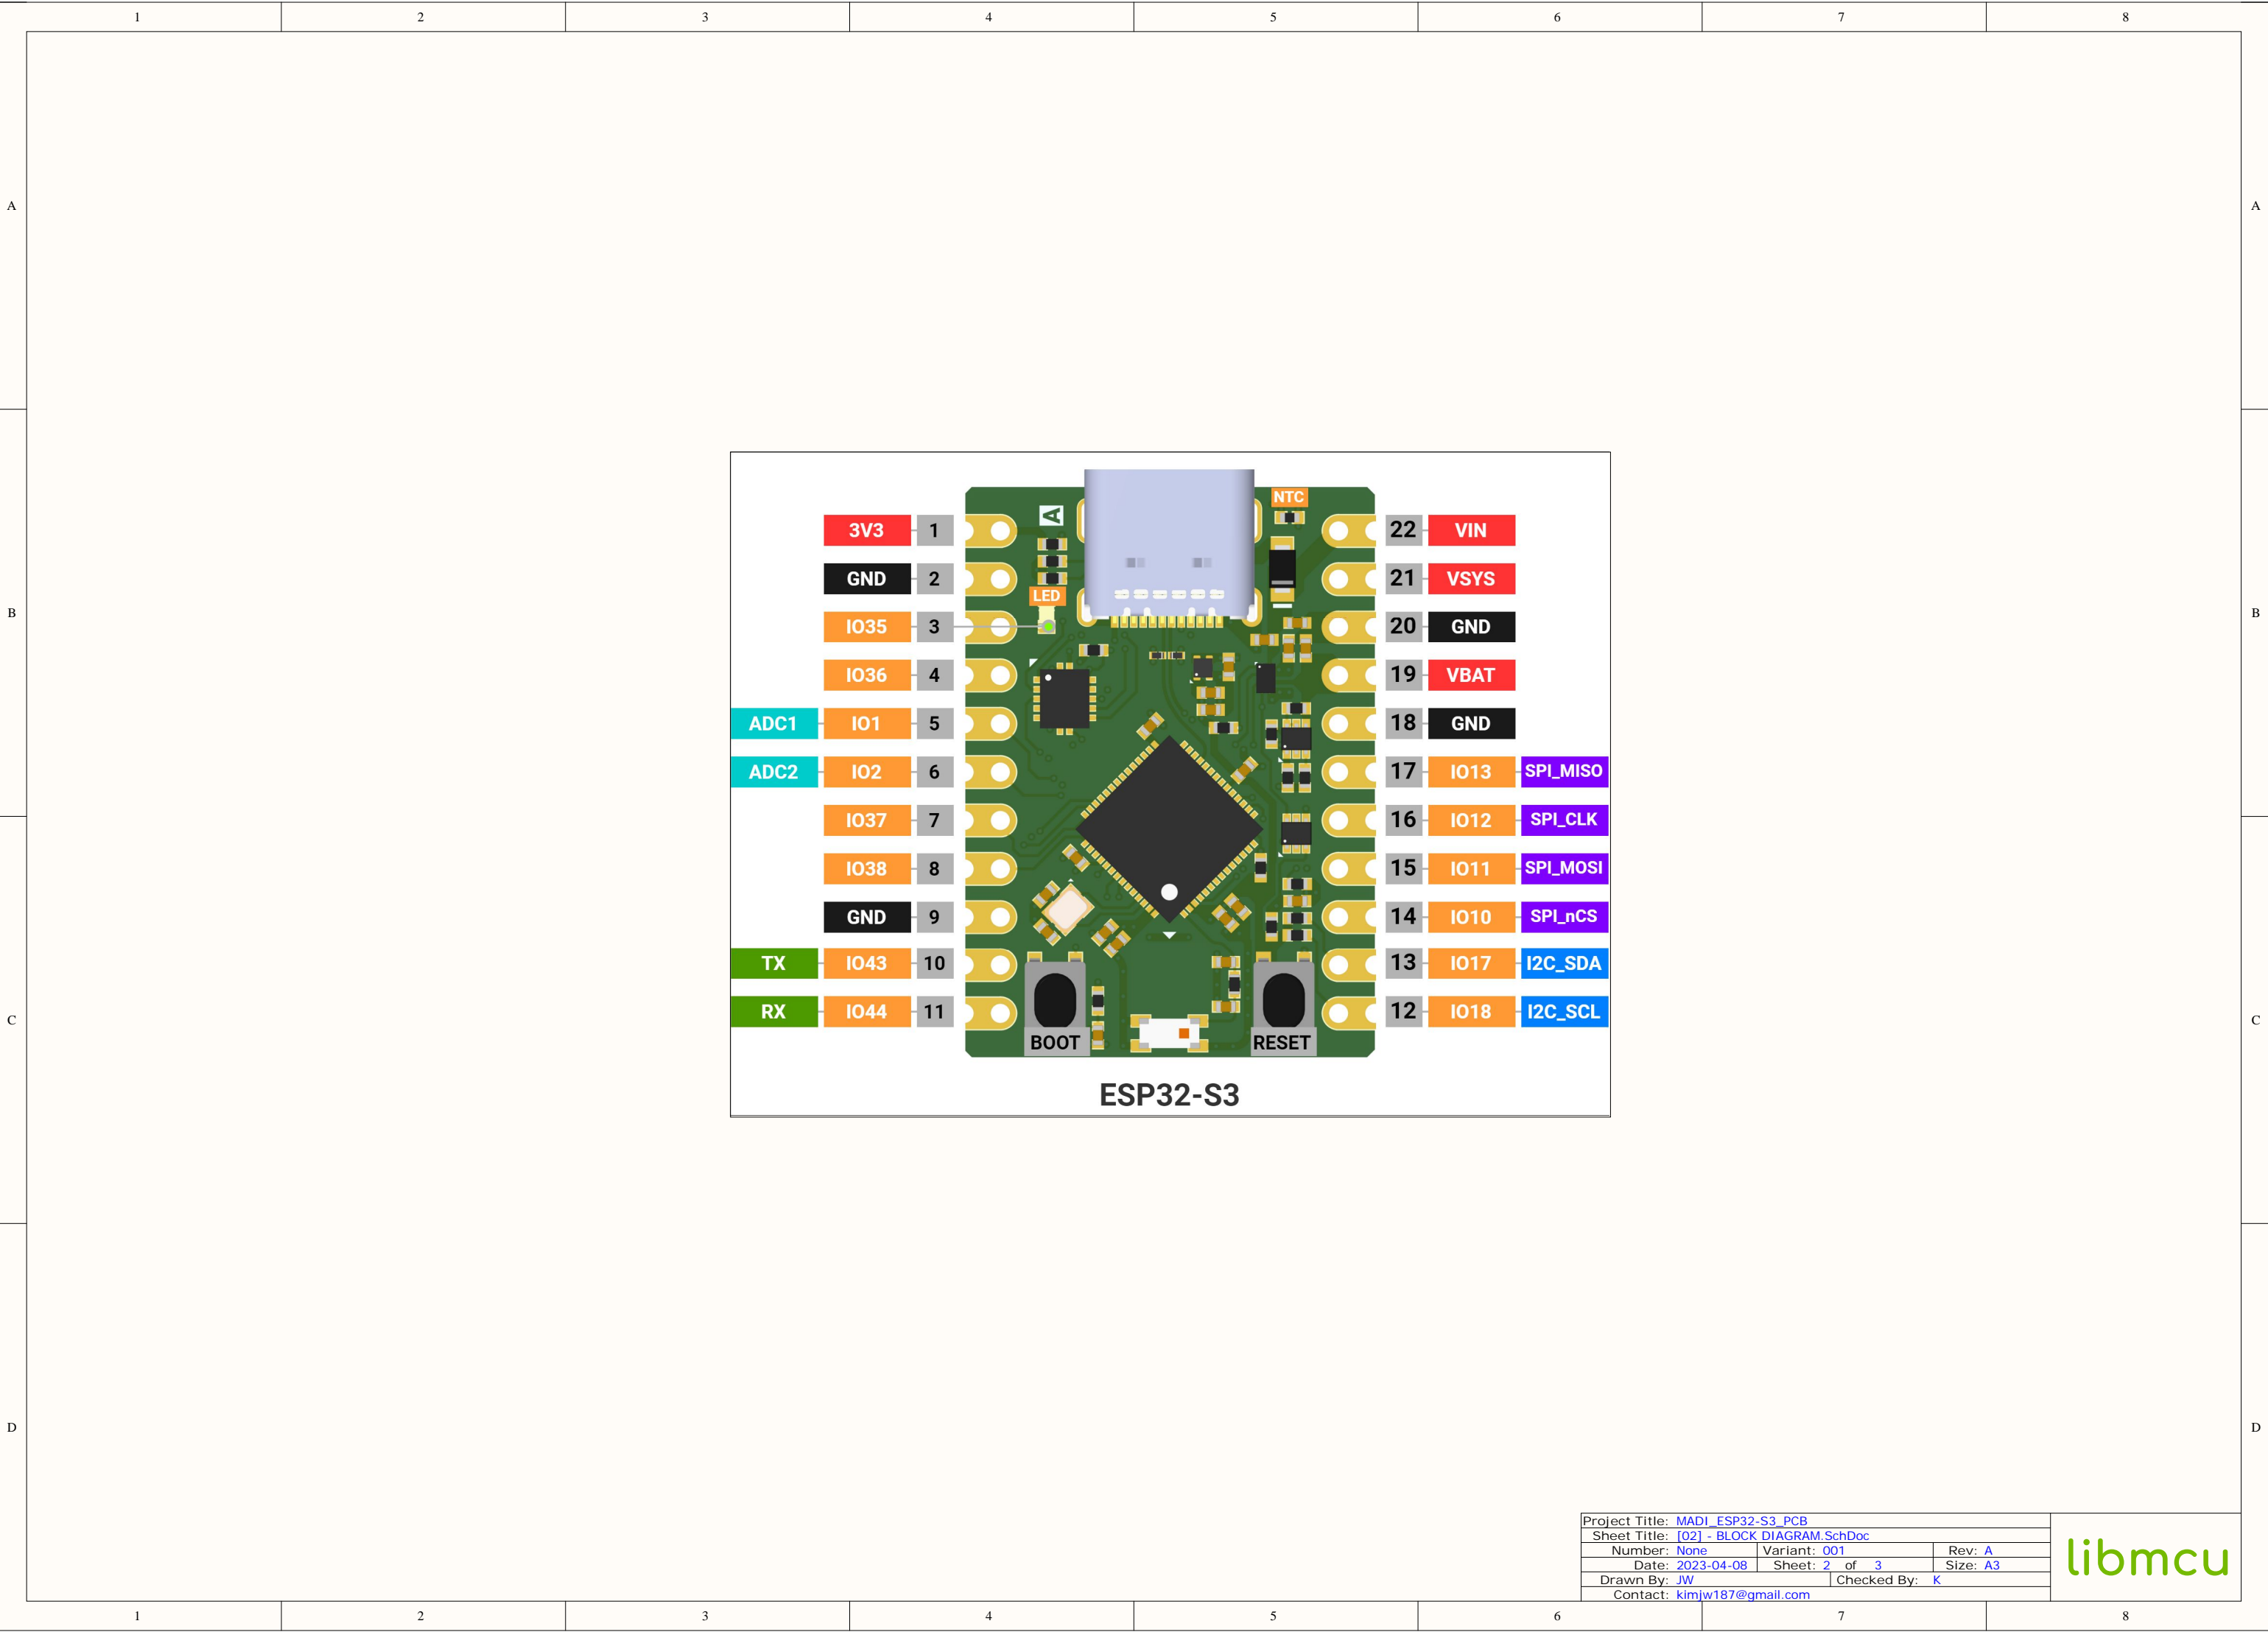 1 2 3 4 5 6 7 8
A A
NTC
A
3V3 1 22 VIN
GND 2 21 VSYS
LED
B B
IO35 3 20 GND
IO36 4 19 VBAT
ADC1 IO1 5 18 GND
ADC2 IO2 6 17 IO13 SPI_MISO
IO37 7 16 IO12 SPI_CLK
IO38 8 15 IO11 SPI_MOSI
GND 9 14 IO10 SPI_nCS
TX IO43 10 13 IO17 I2C_SDA
RX IO44 11 12 IO18 I2C_SCL
C C
BOOT RESET
ESP32-S3
D D
Project Title: MADI_ESP32-S3_PCB
Sheet Title: [02] - BLOCK DIAGRAM.SchDoc
Number: None Variant: 001 Rev: A
Date: 2023-04-08 Sheet: 2 of 3 Size: A3
Drawn By: JW Checked By: K
Contact: kimjw187@gmail.com
libmcu
1 2 3 4 5 6 7 8